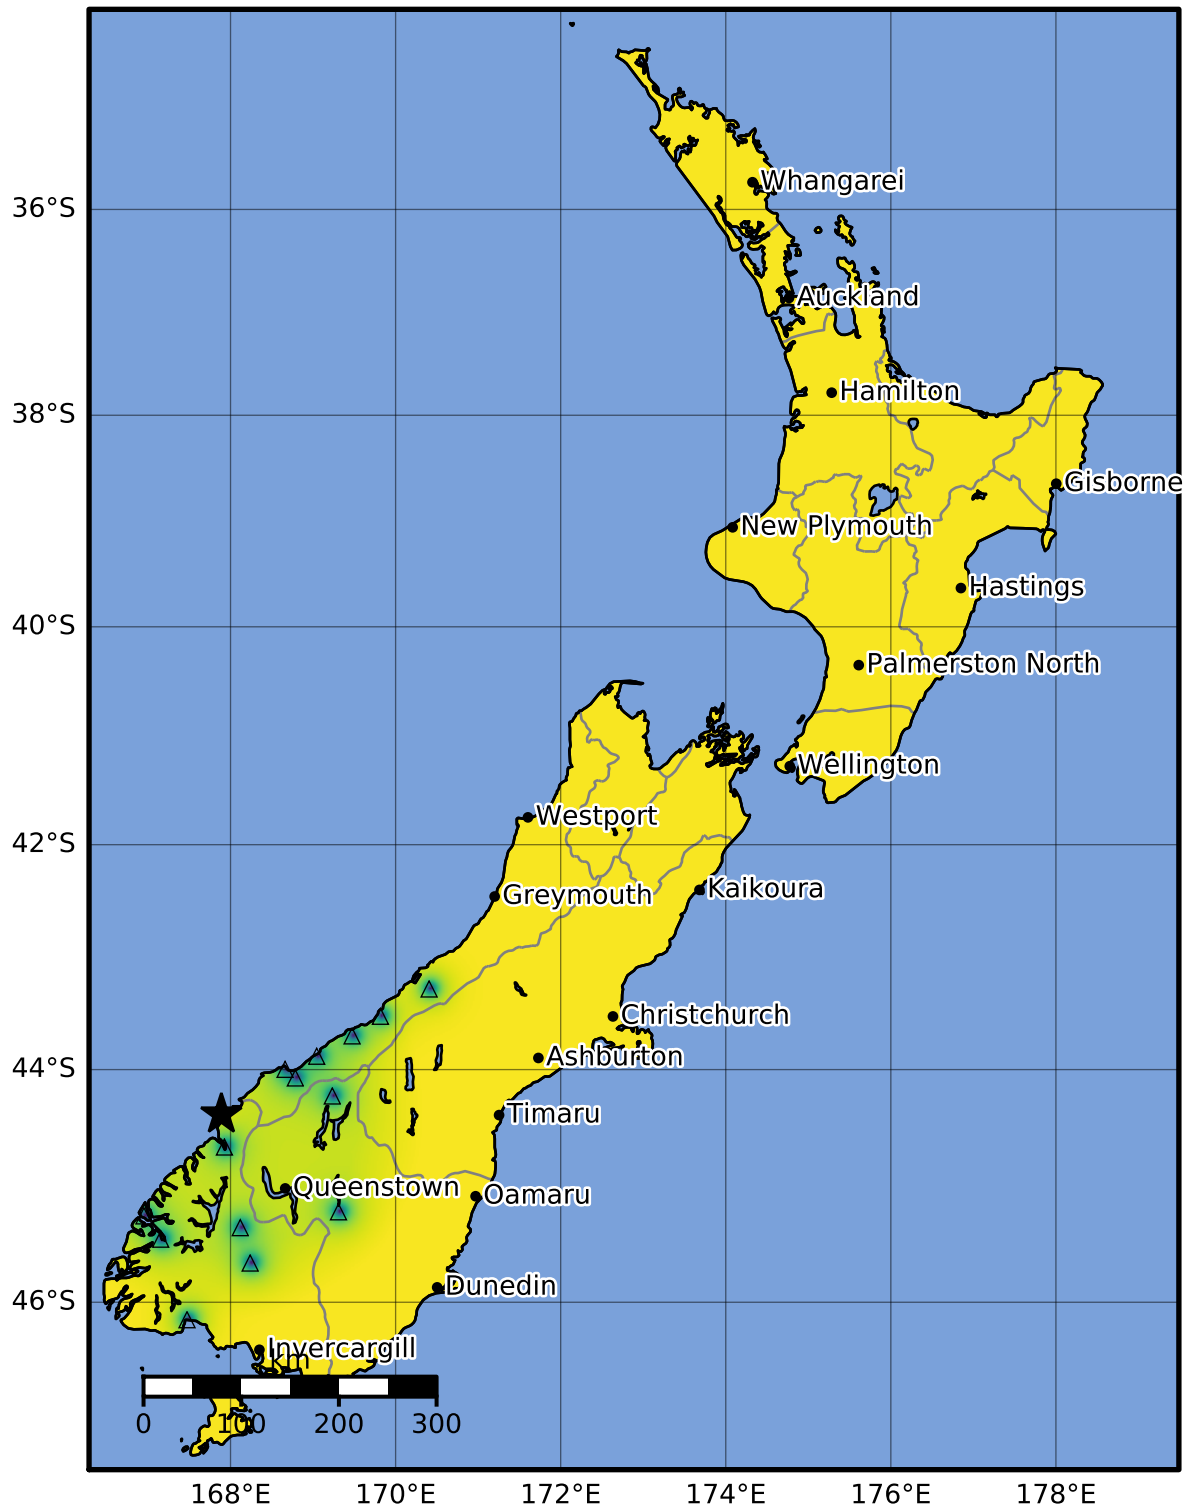 Whangarei
36°S
Auckland
Hamilton
38°S
Gisborne
New Plymouth
Hastings
40°S
Palmerston North
Wellington
Westport
42°S
Kaikoura
Greymouth
Christchurch
Ashburton
44°S
Timaru
Queenstown
Oamaru
Dunedin
46°S
Invercargill
km
0 100 200 300
168°E 170°E 172°E 174°E 176°E 178°E